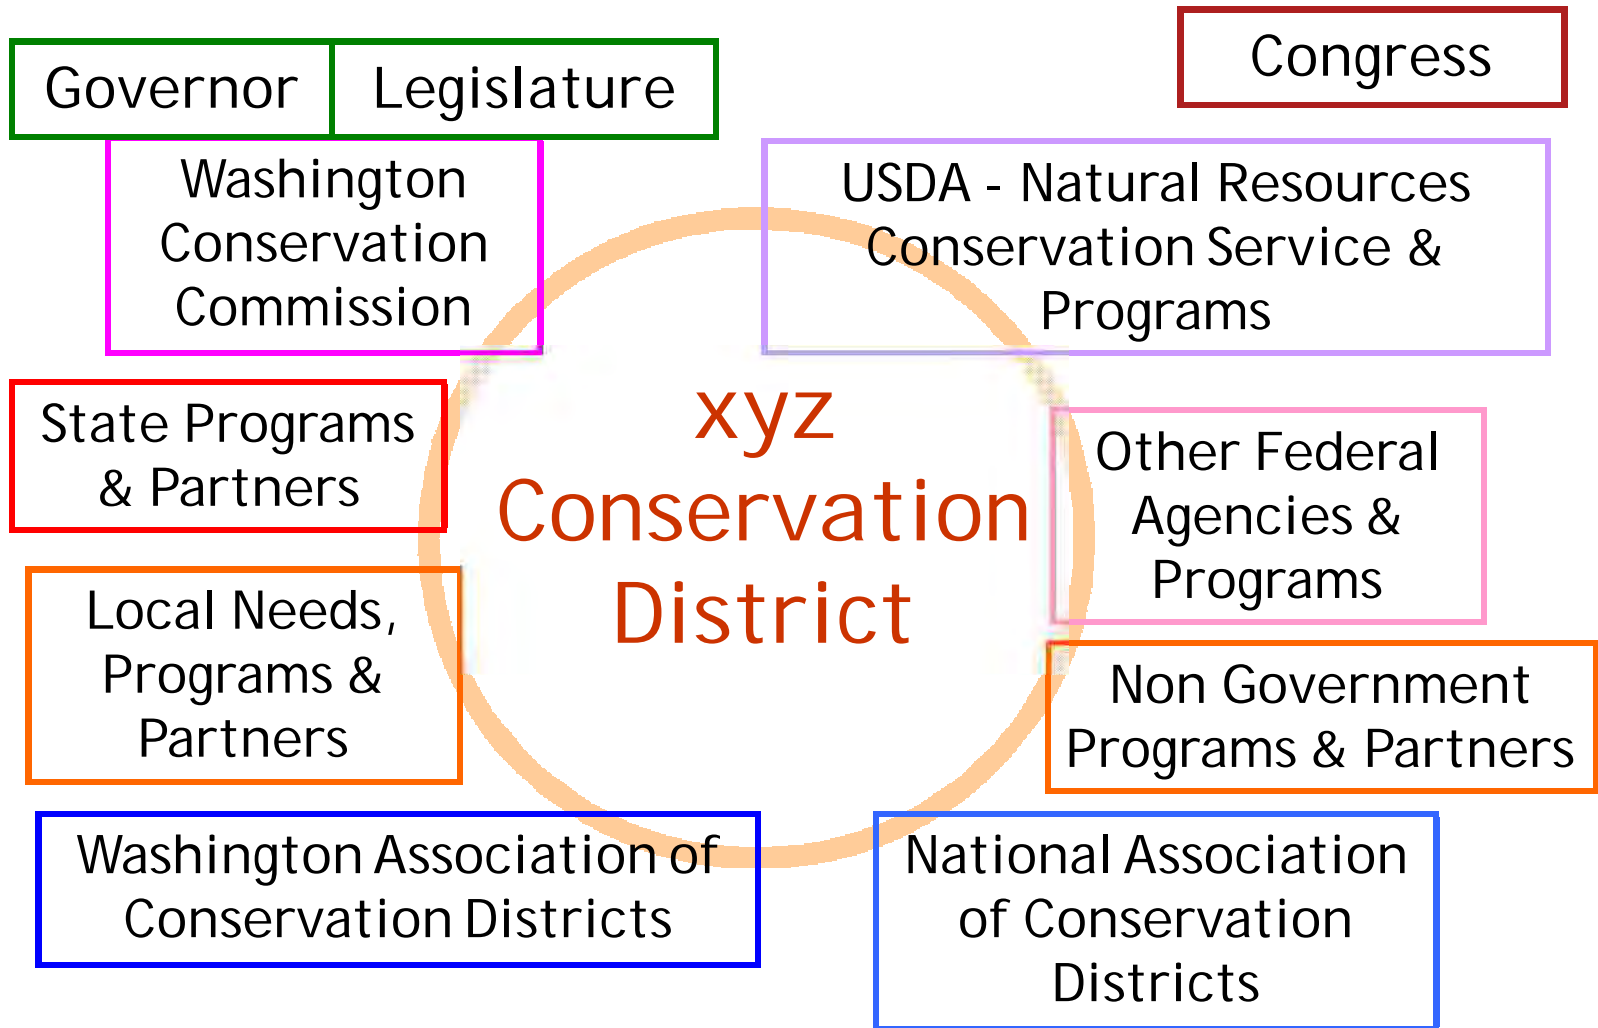 Governor
Legislature
Congress
Washington
Conservation
Commission
USDA - Natural Resources
Conservation Service &
Programs
State Programs
& Partners
xyz
Conservation
District
Other Federal
Agencies &
Programs
Local Needs,
Programs &
Partners
Non Government
Programs & Partners
Washington Association of
Conservation Districts
National Association
of Conservation
Districts